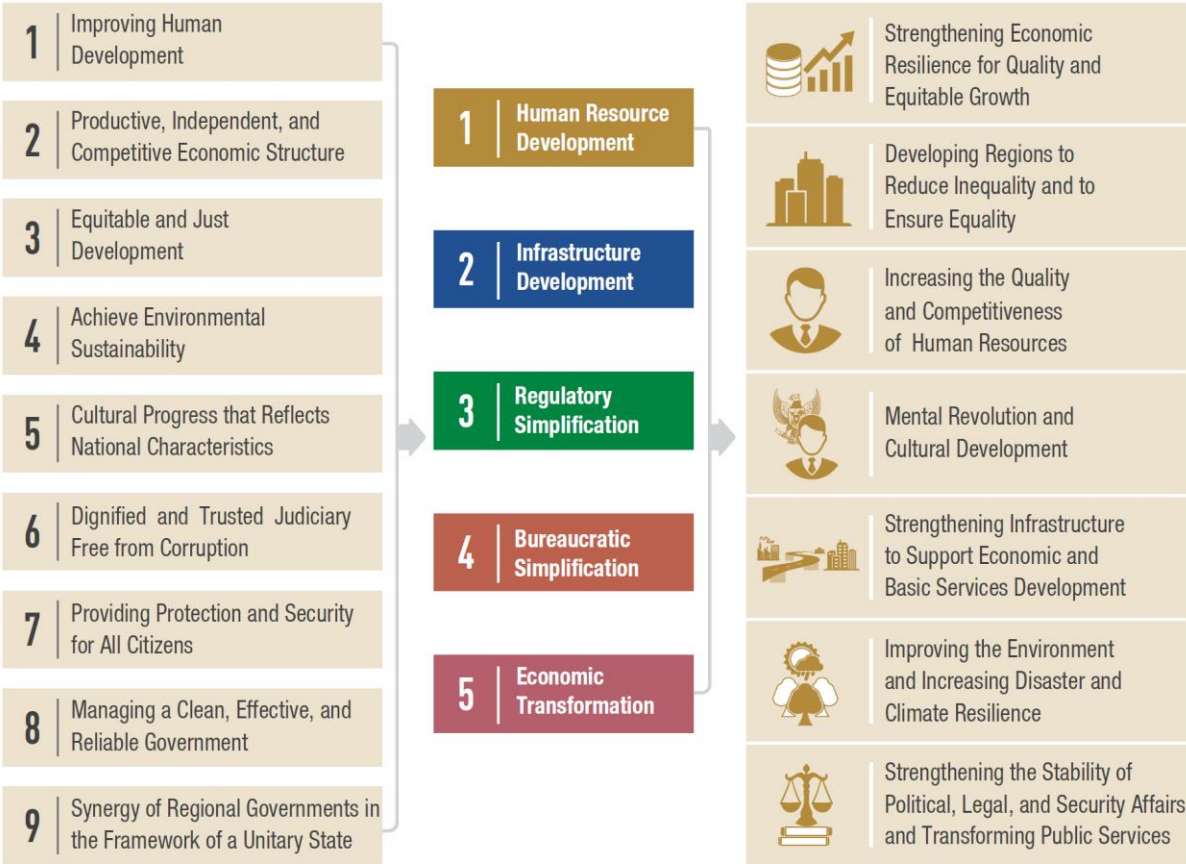 1
Improving Human
Development
2
Productive, Independent, and
Competitive Economic Structure
3
Equitable and Just
Development
4
Achieve Environmental
Sustainability
5
Cultural Progress that Reflects
National Characteristics
6
Dignified and Trusted Judiciary
Free from Corruption
7
Providing Protection and Security
for All Citizens
8
Managing a Clean, Effective, and
Reliable Government
9
Synergy of Regional Governments in
the Framework of a Unitary State
1
Human Resource
Development
2
Infrastructure
Development
3
Regulatory
Simplification
4
Bureaucratic
Simplification
5
Economic
Transformation
Strengthening Economic
Resilience for Quality and
Equitable Growth
Developing Regions to
Reduce Inequality and to
Ensure Equality
Increasing the Quality
and Competitiveness
of Human Resources
Mental Revolution and
Cultural Development
Strengthening Infrastructure
to Support Economic and
Basic Services Development
Improving the Environment
and Increasing Disaster and
Climate Resilience
Strengthening the Stability of
Political, Legal, and Security Affairs
and Transforming Public Services